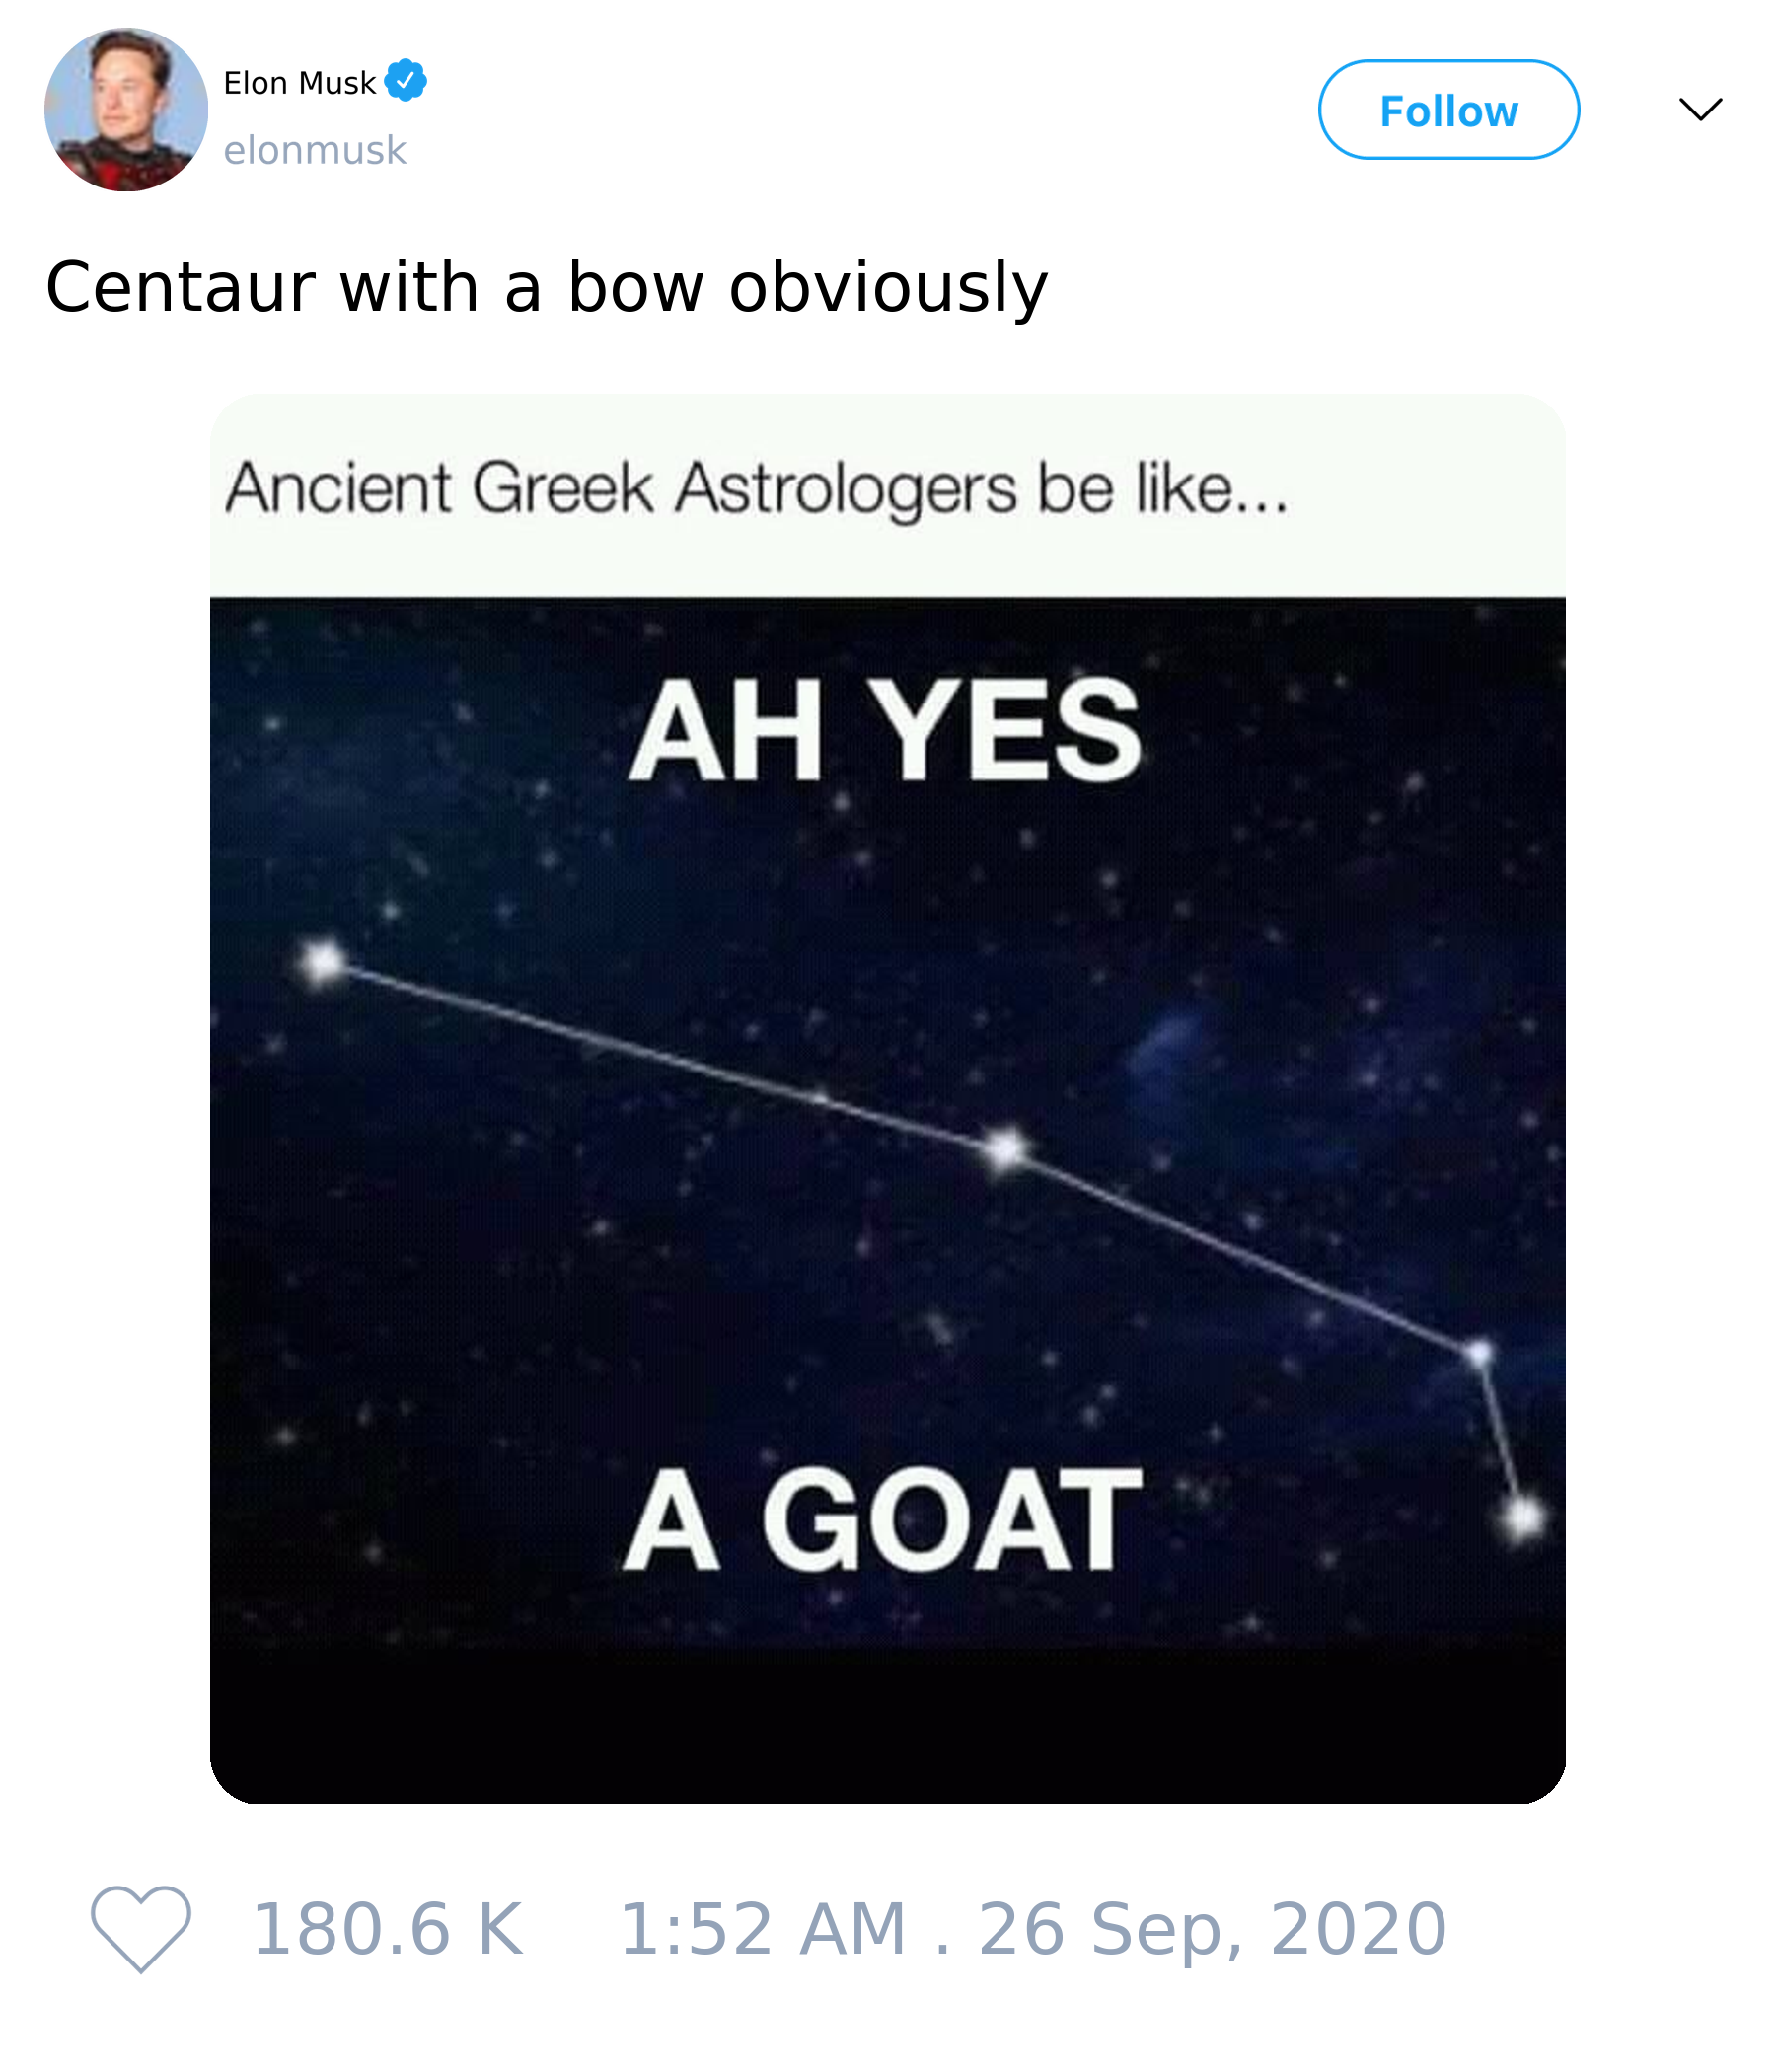 Elon Musk
elonmusk
Follow
Centaur with a bow obviously
Ancient Greek Astrologers be like...
AH YES
A GOAT
180.6 K 1:52 AM . 26 Sep, 2020